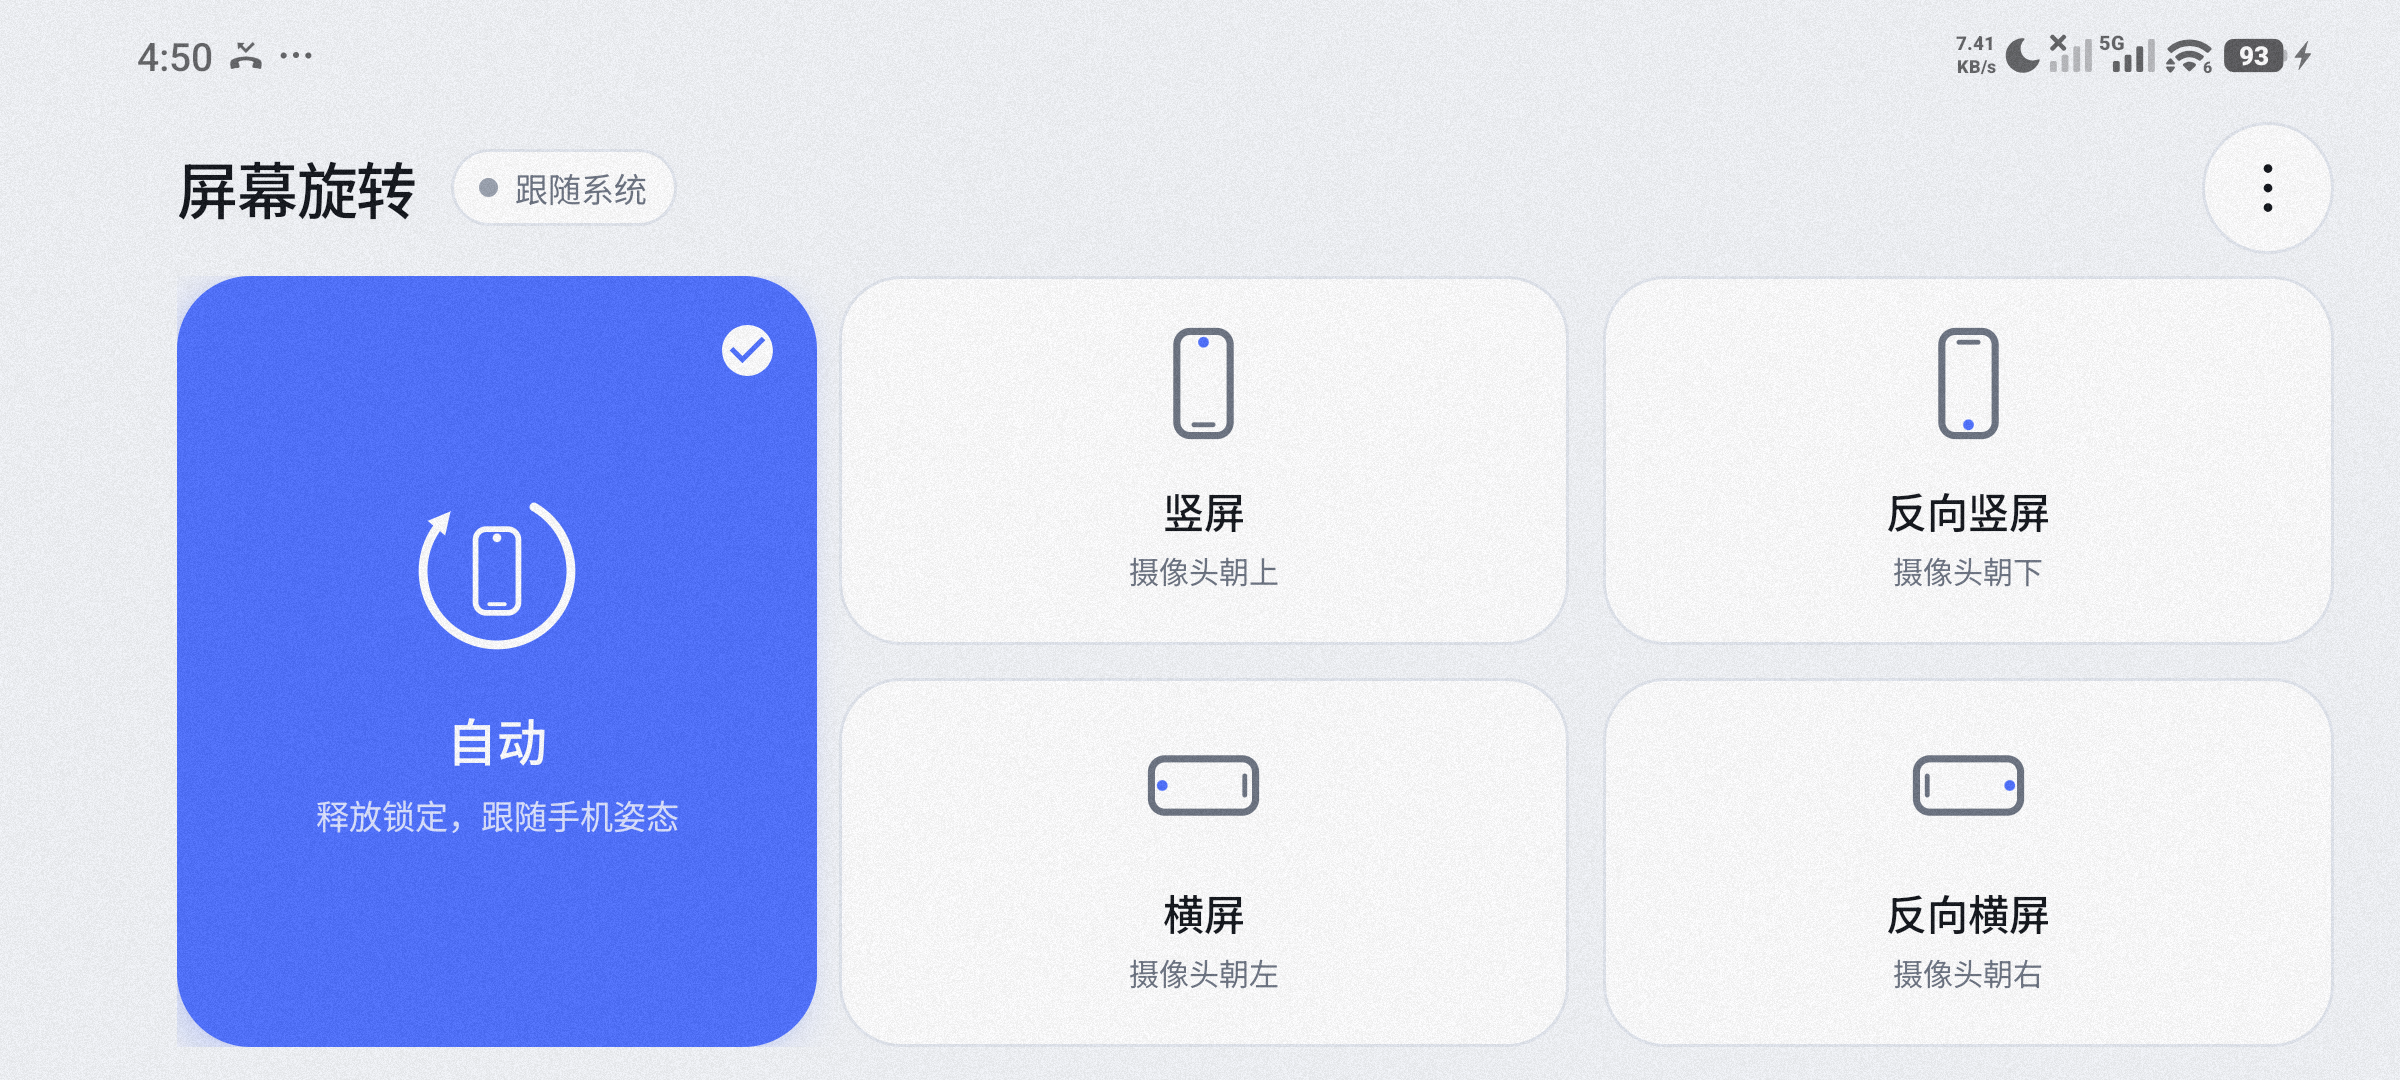 4:50
7.41
KB/s
5G
6
93
屏幕旋转
跟随系统
自动
释放锁定，跟随手机姿态
竖屏
摄像头朝上
反向竖屏
摄像头朝下
横屏
摄像头朝左
反向横屏
摄像头朝右